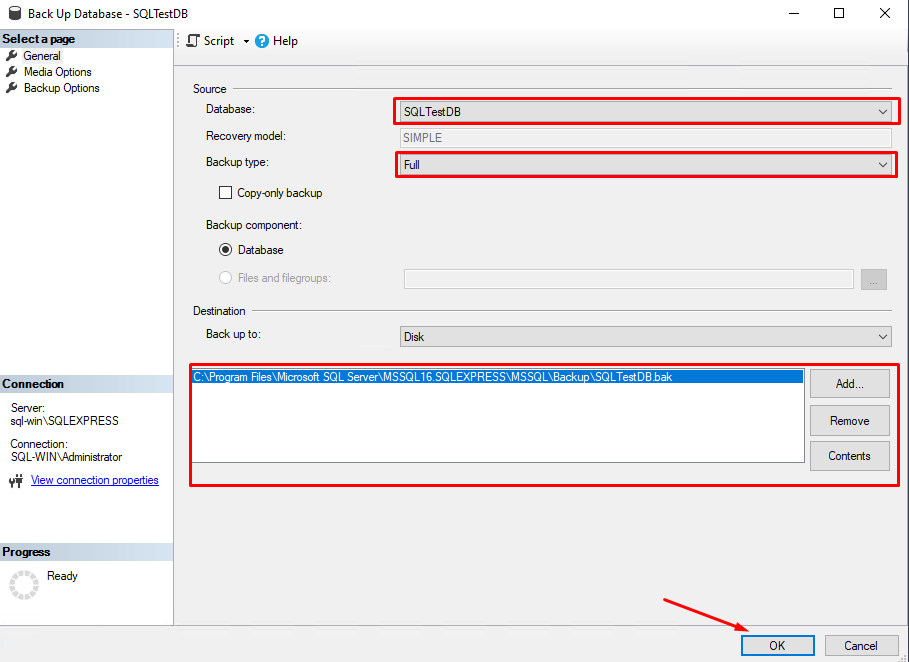 Back Up Database - SQLTestDB
Select a page
General
Media Options
Backup Options
Script
Help
Source
Database:
SQLTestDB
Recovery model:
SIMPLE
Backup type:
Full
Copy-only backup
Backup component:
Database
Files and filegroups:
...
Destination
Back up to:
Disk
C:\Program Files\Microsoft SQL Server\MSSQL16.SQLEXPRESS\MSSQL\Backup\SQLTestDB.bak
Add...
Remove
Contents
Connection
Server:
sql-win\SQLEXPRESS
Connection:
SQL-WIN\Administrator
View connection properties
Progress
Ready
OK
Cancel